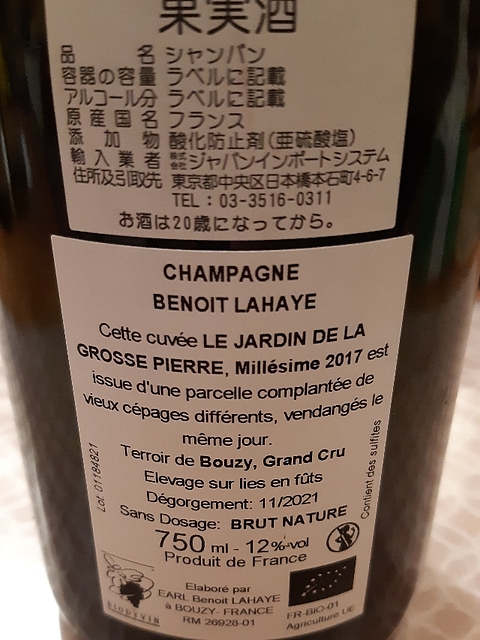 果実酒
品 名 シャンパン
容器の容量 ラベルに記載
アルコール分 ラベルに記載
原産国名 フランス
添加物 酸化防止剤(亜硫酸塩)
輸入業者 株式会社ジャパンインポートシステム
住所及引取先 東京都中央区日本橋本石町4-6-7
TEL:03-3516-0311
お酒は20歳になってから。
CHAMPAGNE
BENOIT LAHAYE
Cette cuvée LE JARDIN DE LA
GROSSE PIERRE, Millésime 2017 est
issue d'une parcelle complantée de
vieux cépages différents, vendangés le
même jour.
Terroir de Bouzy, Grand Cru
Elevage sur lies en fûts
Dégorgement: 11/2021
Sans Dosage: BRUT NATURE
750 ml - 12%vol
Produit de France
Lot 01184821
Contient des sulfites
BIODYVIN
Elaboré par
EARL Benoit LAHAYE
à BOUZY- FRANCE
RM 26928-01
FR-BIO-01
Agriculture UE